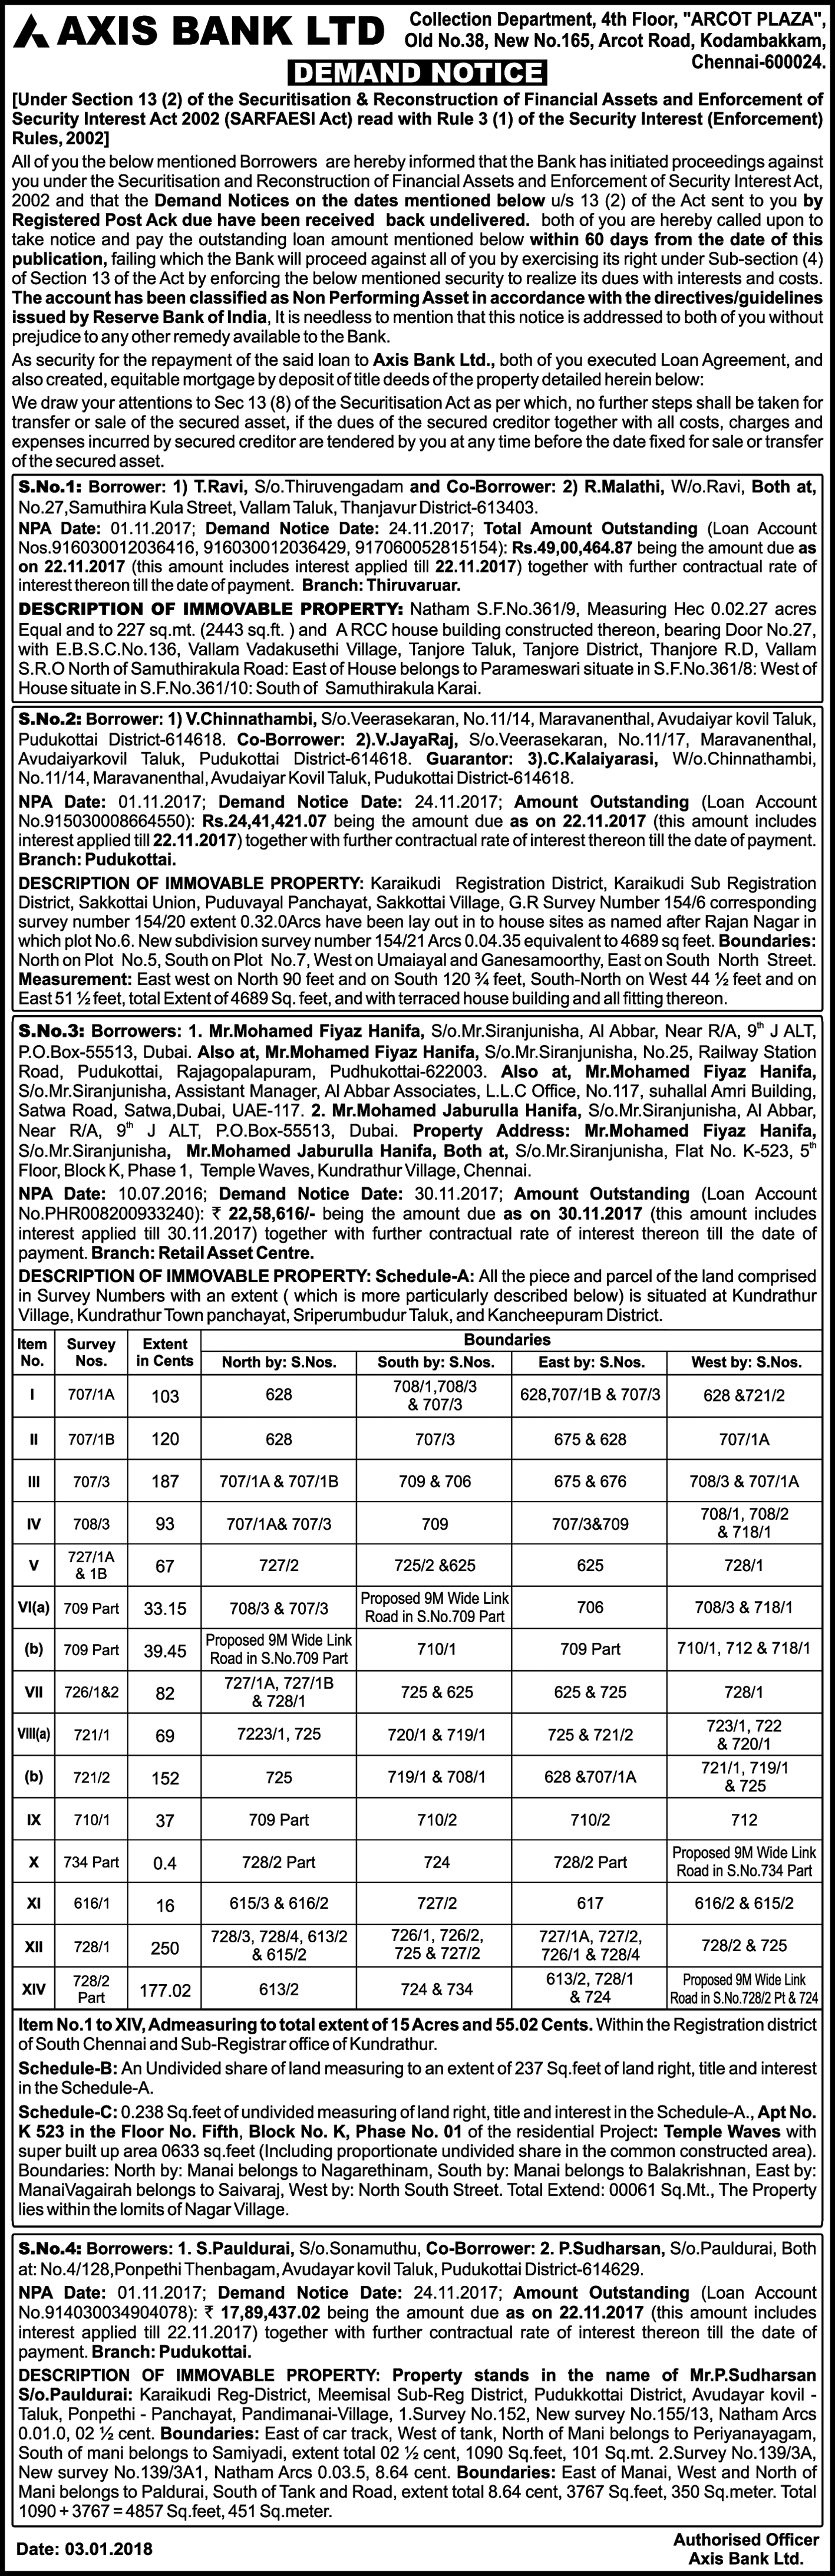 AXIS BANK LTD
Collection Department, 4th Floor, "ARCOT PLAZA",
Old No.38, New No.165, Arcot Road, Kodambakkam,
Chennai-600024.
DEMAND NOTICE
[Under Section 13 (2) of the Securitisation & Reconstruction of Financial Assets and Enforcement of
Security Interest Act 2002 (SARFAESI Act) read with Rule 3 (1) of the Security Interest (Enforcement)
Rules, 2002]
All of you the below mentioned Borrowers are hereby informed that the Bank has initiated proceedings against
you under the Securitisation and Reconstruction of Financial Assets and Enforcement of Security Interest Act,
2002 and that the Demand Notices on the dates mentioned below u/s 13 (2) of the Act sent to you by
Registered Post Ack due have been received back undelivered. both of you are hereby called upon to
take notice and pay the outstanding loan amount mentioned below within 60 days from the date of this
publication, failing which the Bank will proceed against all of you by exercising its right under Sub-section (4)
of Section 13 of the Act by enforcing the below mentioned security to realize its dues with interests and costs.
The account has been classified as Non Performing Asset in accordance with the directives/guidelines
issued by Reserve Bank of India, It is needless to mention that this notice is addressed to both of you without
prejudice to any other remedy available to the Bank.
As security for the repayment of the said loan to Axis Bank Ltd., both of you executed Loan Agreement, and
also created, equitable mortgage by deposit of title deeds of the property detailed herein below:
We draw your attentions to Sec 13 (8) of the Securitisation Act as per which, no further steps shall be taken for
transfer or sale of the secured asset, if the dues of the secured creditor together with all costs, charges and
expenses incurred by secured creditor are tendered by you at any time before the date fixed for sale or transfer
of the secured asset.
S.No.1: Borrower: 1) T.Ravi, S/o.Thiruvengadam and Co-Borrower: 2) R.Malathi, W/o.Ravi, Both at,
No.27,Samuthira Kula Street, Vallam Taluk, Thanjavur District-613403.
NPA Date: 01.11.2017; Demand Notice Date: 24.11.2017; Total Amount Outstanding (Loan Account
Nos.916030012036416, 916030012036429, 917060052815154): Rs.49,00,464.87 being the amount due as
on 22.11.2017 (this amount includes interest applied till 22.11.2017) together with further contractual rate of
interest thereon till the date of payment. Branch: Thiruvaruar.
DESCRIPTION OF IMMOVABLE PROPERTY: Natham S.F.No.361/9, Measuring Hec 0.02.27 acres
Equal and to 227 sq.mt. (2443 sq.ft. ) and A RCC house building constructed thereon, bearing Door No.27,
with E.B.S.C.No.136, Vallam Vadakusethi Village, Tanjore Taluk, Tanjore District, Thanjore R.D, Vallam
S.R.O North of Samuthirakula Road: East of House belongs to Parameswari situate in S.F.No.361/8: West of
House situate in S.F.No.361/10: South of Samuthirakula Karai.
S.No.2: Borrower: 1) V.Chinnathambi, S/o.Veerasekaran, No.11/14, Maravanenthal, Avudaiyar kovil Taluk,
Pudukottai District-614618. Co-Borrower: 2).V.JayaRaj, S/o.Veerasekaran, No.11/17, Maravanenthal,
Avudaiyarkovil Taluk, Pudukottai District-614618. Guarantor: 3).C.Kalaiyarasi, W/o.Chinnathambi,
No.11/14, Maravanenthal, Avudaiyar Kovil Taluk, Pudukottai District-614618.
NPA Date: 01.11.2017; Demand Notice Date: 24.11.2017; Amount Outstanding (Loan Account
No.915030008664550): Rs.24,41,421.07 being the amount due as on 22.11.2017 (this amount includes
interest applied till 22.11.2017) together with further contractual rate of interest thereon till the date of payment.
Branch: Pudukottai.
DESCRIPTION OF IMMOVABLE PROPERTY: Karaikudi Registration District, Karaikudi Sub Registration
District, Sakkottai Union, Puduvayal Panchayat, Sakkottai Village, G.R Survey Number 154/6 corresponding
survey number 154/20 extent 0.32.0Arcs have been lay out in to house sites as named after Rajan Nagar in
which plot No.6. New subdivision survey number 154/21 Arcs 0.04.35 equivalent to 4689 sq feet. Boundaries:
North on Plot No.5, South on Plot No.7, West on Umaiayal and Ganesamoorthy, East on South North Street.
Measurement: East west on North 90 feet and on South 120 ¾ feet, South-North on West 44 ½ feet and on
East 51 ½ feet, total Extent of 4689 Sq. feet, and with terraced house building and all fitting thereon.
S.No.3: Borrowers: 1. Mr.Mohamed Fiyaz Hanifa, S/o.Mr.Siranjunisha, Al Abbar, Near R/A, 9th J ALT,
P.O.Box-55513, Dubai. Also at, Mr.Mohamed Fiyaz Hanifa, S/o.Mr.Siranjunisha, No.25, Railway Station
Road, Pudukottai, Rajagopalapuram, Pudhukottai-622003. Also at, Mr.Mohamed Fiyaz Hanifa,
S/o.Mr.Siranjunisha, Assistant Manager, Al Abbar Associates, L.L.C Office, No.117, suhallal Amri Building,
Satwa Road, Satwa,Dubai, UAE-117. 2. Mr.Mohamed Jaburulla Hanifa, S/o.Mr.Siranjunisha, Al Abbar,
Near R/A, 9th J ALT, P.O.Box-55513, Dubai. Property Address: Mr.Mohamed Fiyaz Hanifa,
S/o.Mr.Siranjunisha, Mr.Mohamed Jaburulla Hanifa, Both at, S/o.Mr.Siranjunisha, Flat No. K-523, 5th
Floor, Block K, Phase 1, Temple Waves, Kundrathur Village, Chennai.
NPA Date: 10.07.2016; Demand Notice Date: 30.11.2017; Amount Outstanding (Loan Account
No.PHR008200933240): ₹ 22,58,616/- being the amount due as on 30.11.2017 (this amount includes
interest applied till 30.11.2017) together with further contractual rate of interest thereon till the date of
payment. Branch: Retail Asset Centre.
DESCRIPTION OF IMMOVABLE PROPERTY: Schedule-A: All the piece and parcel of the land comprised
in Survey Numbers with an extent ( which is more particularly described below) is situated at Kundrathur
Village, Kundrathur Town panchayat, Sriperumbudur Taluk, and Kancheepuram District.
Item No. Survey Nos. Extent in Cents Boundaries
North by: S.Nos. South by: S.Nos. East by: S.Nos. West by: S.Nos.
I 707/1A 103 628 708/1,708/3 & 707/3 628,707/1B & 707/3 628 &721/2
II 707/1B 120 628 707/3 675 & 628 707/1A
III 707/3 187 707/1A & 707/1B 709 & 706 675 & 676 708/3 & 707/1A
IV 708/3 93 707/1A& 707/3 709 707/3&709 708/1, 708/2 & 718/1
V 727/1A & 1B 67 727/2 725/2 &625 625 728/1
VI(a) 709 Part 33.15 708/3 & 707/3 Proposed 9M Wide Link Road in S.No.709 Part 706 708/3 & 718/1
(b) 709 Part 39.45 Proposed 9M Wide Link Road in S.No.709 Part 710/1 709 Part 710/1, 712 & 718/1
VII 726/1&2 82 727/1A, 727/1B & 728/1 725 & 625 625 & 725 728/1
VIII(a) 721/1 69 7223/1, 725 720/1 & 719/1 725 & 721/2 723/1, 722 & 720/1
(b) 721/2 152 725 719/1 & 708/1 628 &707/1A 721/1, 719/1 & 725
IX 710/1 37 709 Part 710/2 710/2 712
X 734 Part 0.4 728/2 Part 724 728/2 Part Proposed 9M Wide Link Road in S.No.734 Part
XI 616/1 16 615/3 & 616/2 727/2 617 616/2 & 615/2
XII 728/1 250 728/3, 728/4, 613/2 & 615/2 726/1, 726/2, 725 & 727/2 727/1A, 727/2, 726/1 & 728/4 728/2 & 725
XIV 728/2 Part 177.02 613/2 724 & 734 613/2, 728/1 & 724 Proposed 9M Wide Link Road in S.No.728/2 Pt & 724
Item No.1 to XIV, Admeasuring to total extent of 15 Acres and 55.02 Cents. Within the Registration district
of South Chennai and Sub-Registrar office of Kundrathur.
Schedule-B: An Undivided share of land measuring to an extent of 237 Sq.feet of land right, title and interest
in the Schedule-A.
Schedule-C: 0.238 Sq.feet of undivided measuring of land right, title and interest in the Schedule-A., Apt No.
K 523 in the Floor No. Fifth, Block No. K, Phase No. 01 of the residential Project: Temple Waves with
super built up area 0633 sq.feet (Including proportionate undivided share in the common constructed area).
Boundaries: North by: Manai belongs to Nagarethinam, South by: Manai belongs to Balakrishnan, East by:
ManaiVagairah belongs to Saivaraj, West by: North South Street. Total Extend: 00061 Sq.Mt., The Property
lies within the lomits of Nagar Village.
S.No.4: Borrowers: 1. S.Pauldurai, S/o.Sonamuthu, Co-Borrower: 2. P.Sudharsan, S/o.Pauldurai, Both
at: No.4/128,Ponpethi Thenbagam, Avudayar kovil Taluk, Pudukottai District-614629.
NPA Date: 01.11.2017; Demand Notice Date: 24.11.2017; Amount Outstanding (Loan Account
No.914030034904078): ₹ 17,89,437.02 being the amount due as on 22.11.2017 (this amount includes
interest applied till 22.11.2017) together with further contractual rate of interest thereon till the date of
payment. Branch: Pudukottai.
DESCRIPTION OF IMMOVABLE PROPERTY: Property stands in the name of Mr.P.Sudharsan
S/o.Pauldurai: Karaikudi Reg-District, Meemisal Sub-Reg District, Pudukkottai District, Avudayar kovil -
Taluk, Ponpethi - Panchayat, Pandimanai-Village, 1.Survey No.152, New survey No.155/13, Natham Arcs
0.01.0, 02 ½ cent. Boundaries: East of car track, West of tank, North of Mani belongs to Periyanayagam,
South of mani belongs to Samiyadi, extent total 02 ½ cent, 1090 Sq.feet, 101 Sq.mt. 2.Survey No.139/3A,
New survey No.139/3A1, Natham Arcs 0.03.5, 8.64 cent. Boundaries: East of Manai, West and North of
Mani belongs to Paldurai, South of Tank and Road, extent total 8.64 cent, 3767 Sq.feet, 350 Sq.meter. Total
1090 + 3767 = 4857 Sq.feet, 451 Sq.meter.
Date: 03.01.2018
Authorised Officer
Axis Bank Ltd.